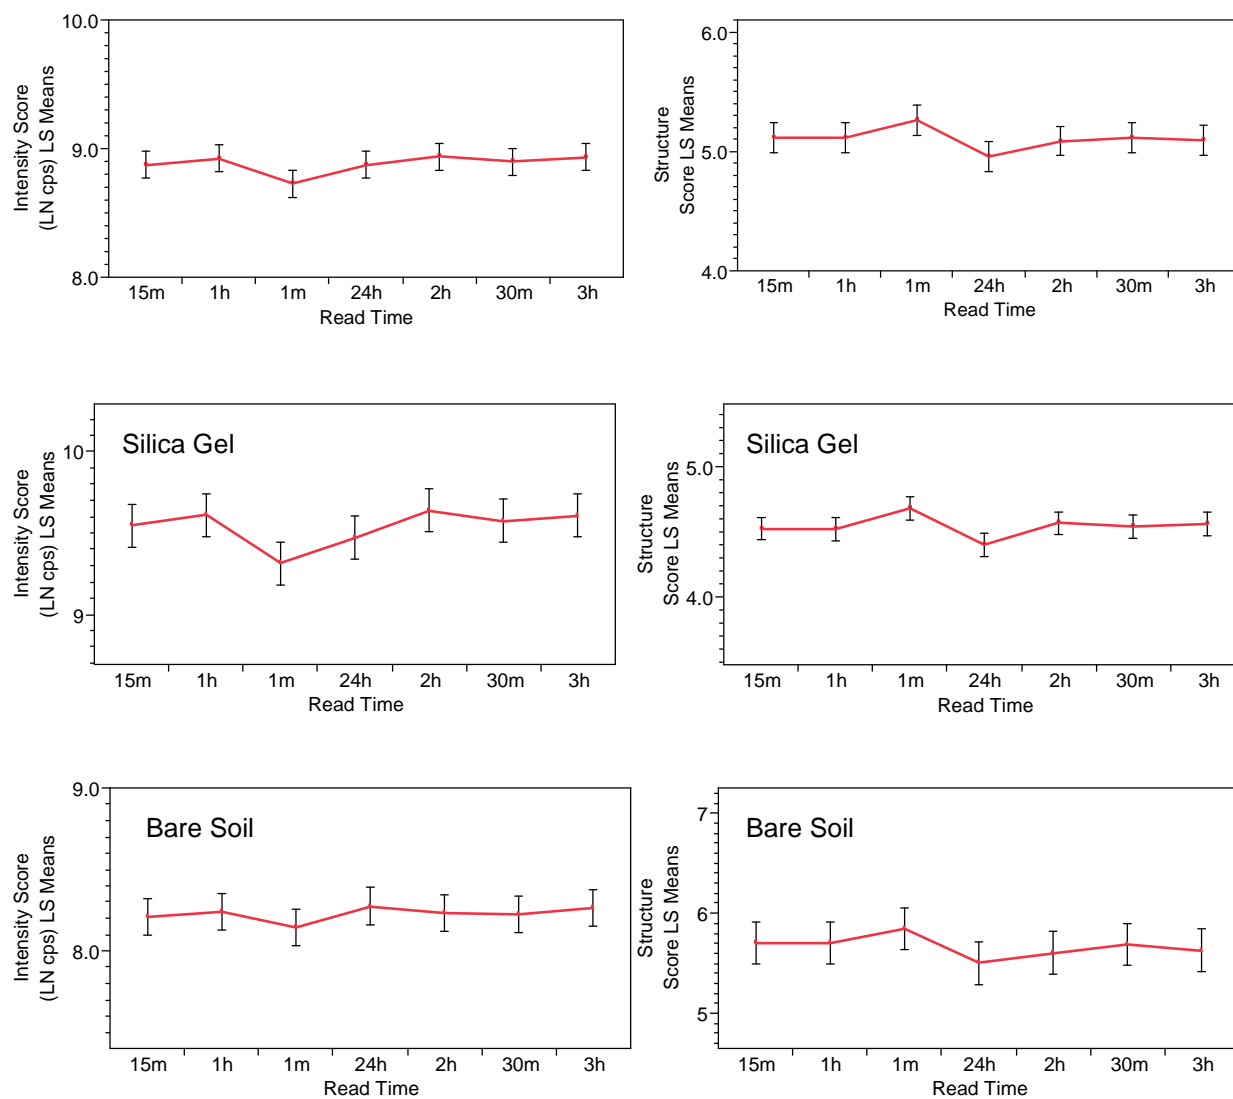 Intensity Score
(LN cps) LS Means
10.0
9.0
8.0
15m 1h 1m 24h 2h 30m 3h
Read Time
Structure
Score LS Means
6.0
5.0
4.0
15m 1h 1m 24h 2h 30m 3h
Read Time
Silica Gel
Intensity Score
(LN cps) LS Means
10
9
15m 1h 1m 24h 2h 30m 3h
Read Time
Silica Gel
Structure
Score LS Means
5.0
4.0
15m 1h 1m 24h 2h 30m 3h
Read Time
Bare Soil
Intensity Score
(LN cps) LS Means
9.0
8.0
15m 1h 1m 24h 2h 30m 3h
Read Time
Bare Soil
Structure
Score LS Means
7
6
5
15m 1h 1m 24h 2h 30m 3h
Read Time